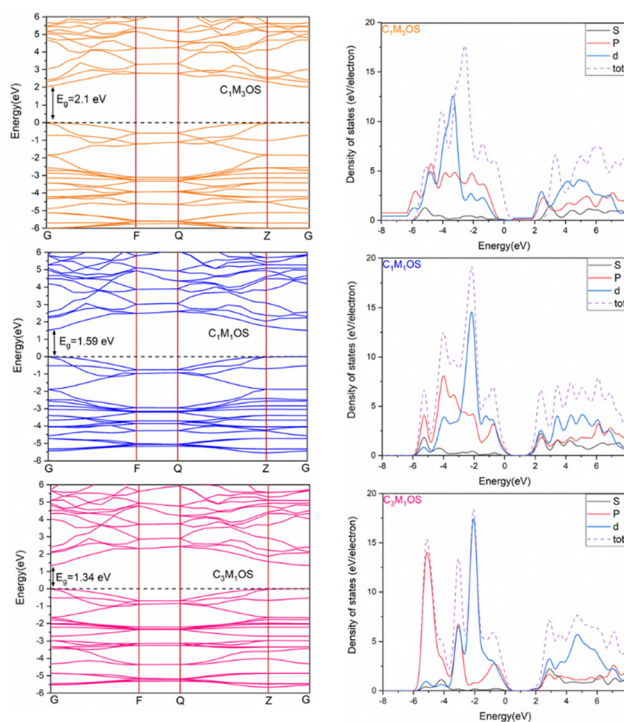 C₁M₃OS
E₉=2.1 eV
Energy(eV)
6
5
4
3
2
1
0
-1
-2
-3
-4
-5
-6
G F Q Z G
C₁M₃OS
S
P
d
tot
Density of states (eV/electron)
20
15
10
5
0
-8 -6 -4 -2 0 2 4 6
Energy(eV)
C₁M₁OS
E₉=1.59 eV
Energy(eV)
6
5
4
3
2
1
0
-1
-2
-3
-4
-5
-6
G F Q Z G
C₁M₁OS
S
P
d
tot
Density of states (eV/electron)
20
15
10
5
0
-8 -6 -4 -2 0 2 4 6
Energy(eV)
C₃M₁OS
E₉=1.34 eV
Energy(eV)
6
5
4
3
2
1
0
-1
-2
-3
-4
-5
-6
G F Q Z G
C₃M₁OS
S
P
d
tot
Density of states (eV/electron)
20
15
10
5
0
-8 -6 -4 -2 0 2 4 6
Energy(eV)